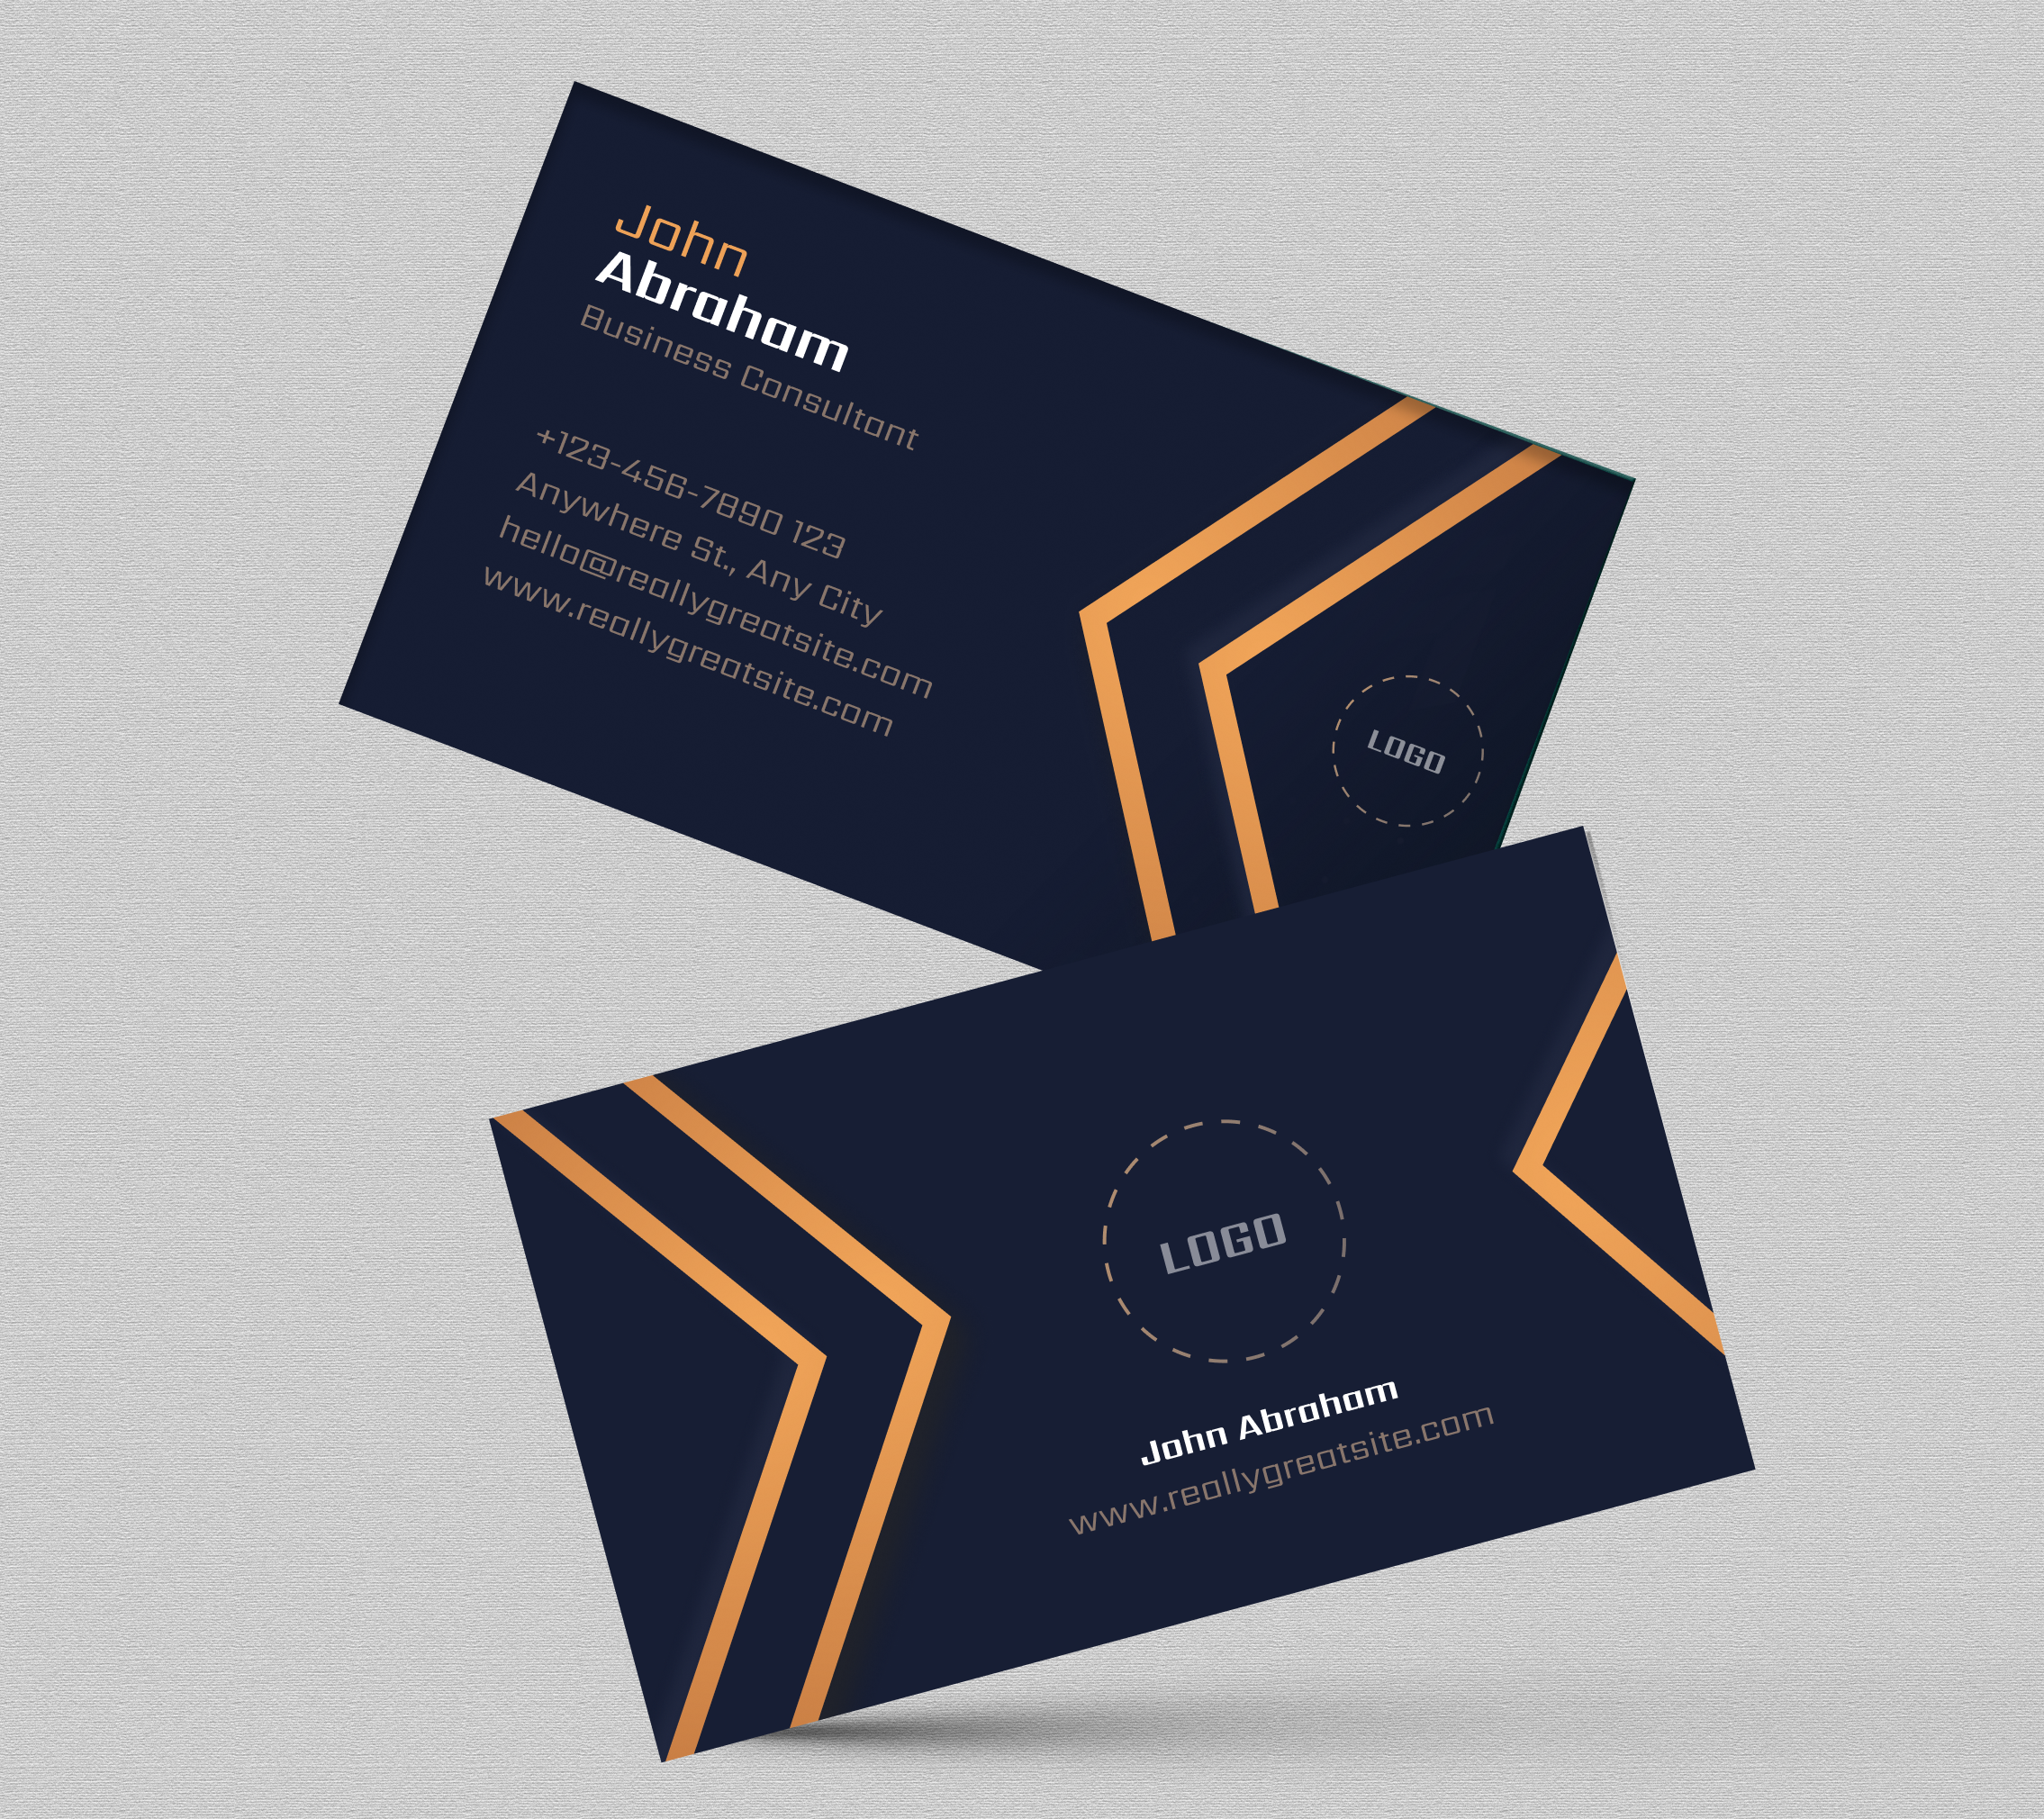 John
Abraham
Business Consultant
+123-456-7890 123
Anywhere St., Any City
hello@reallygreatsite.com
www.reallygreatsite.com
LOGO
LOGO
John Abraham
www.reallygreatsite.com